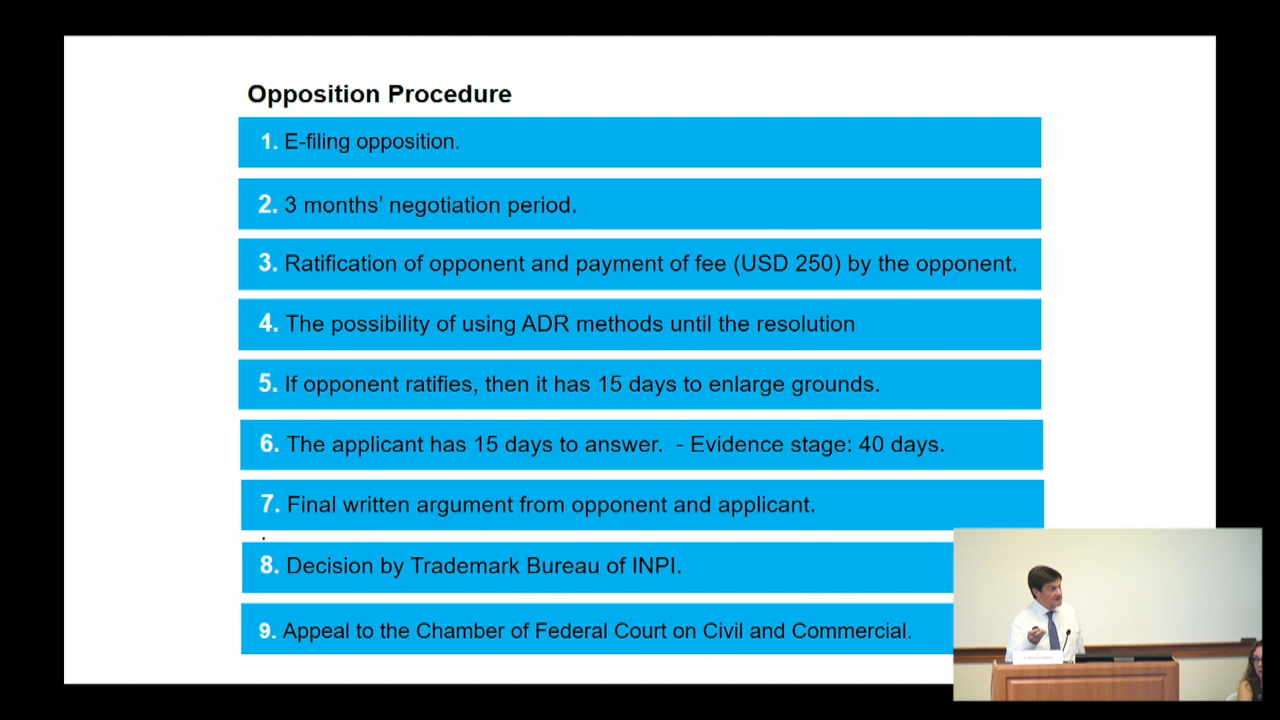 Opposition Procedure
1. E-filing opposition.
2. 3 months’ negotiation period.
3. Ratification of opponent and payment of fee (USD 250) by the opponent.
4. The possibility of using ADR methods until the resolution
5. If opponent ratifies, then it has 15 days to enlarge grounds.
6. The applicant has 15 days to answer.  - Evidence stage: 40 days.
7. Final written argument from opponent and applicant.
.
8. Decision by Trademark Bureau of INPI.
9. Appeal to the Chamber of Federal Court on Civil and Commercial.